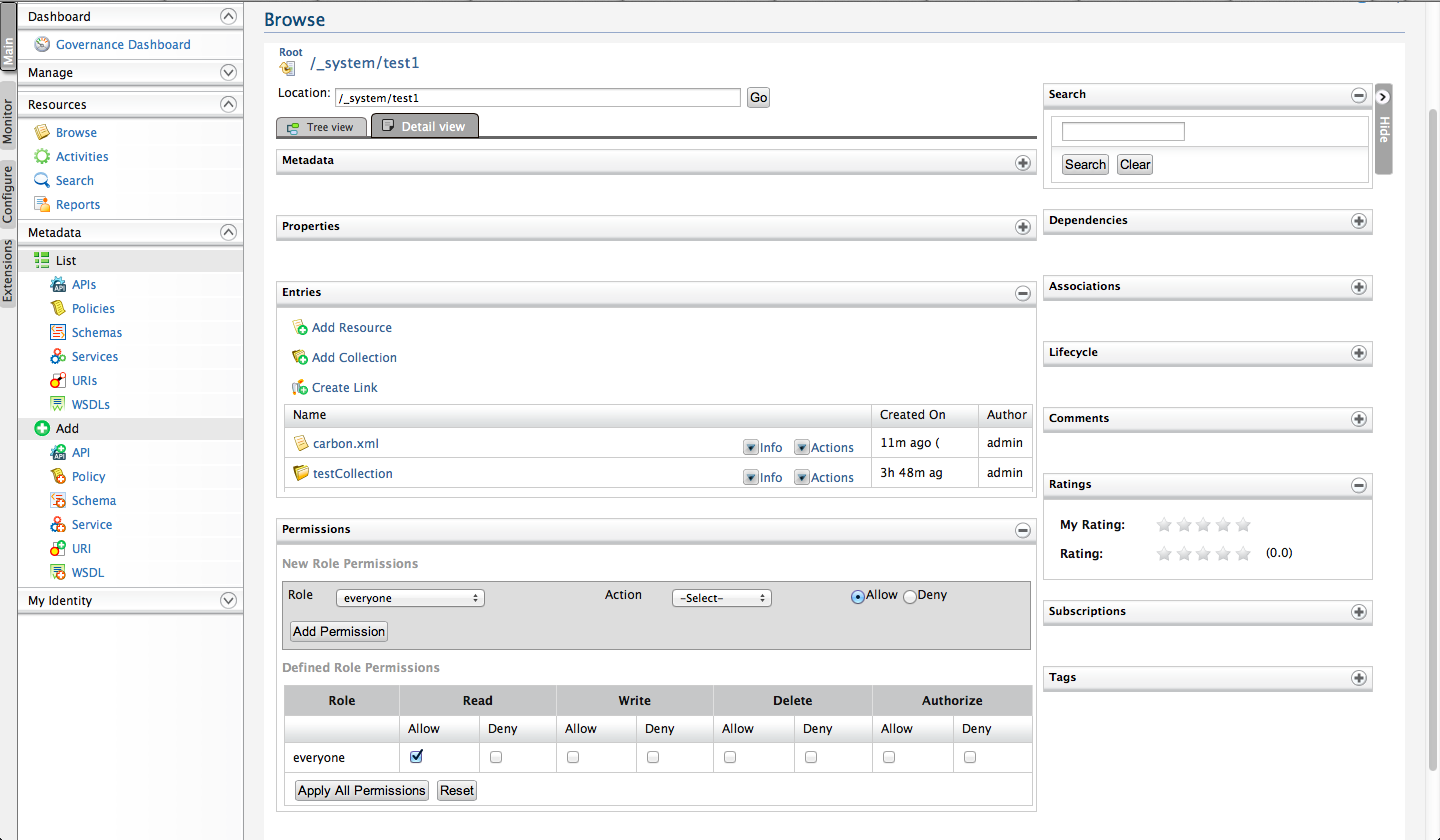 Main
Monitor
Configure
Extensions
Dashboard
Governance Dashboard
Manage
Resources
Browse
Activities
Search
Reports
Metadata
List
APIs
Policies
Schemas
Services
URIs
WSDLs
Add
API
Policy
Schema
Service
URI
WSDL
My Identity
Browse
Root
/_system/test1
Location: /_system/test1 Go
Tree view Detail view
Metadata
Properties
Entries
Add Resource
Add Collection
Create Link
Name Created On Author
carbon.xml Info Actions 11m ago ( admin
testCollection Info Actions 3h 48m ag admin
Permissions
New Role Permissions
Role everyone Action -Select- Allow Deny
Add Permission
Defined Role Permissions
Role Read Write Delete Authorize
Allow Deny Allow Deny Allow Deny Allow Deny
everyone
Apply All Permissions Reset
Search
Search Clear
Hide
Dependencies
Associations
Lifecycle
Comments
Ratings
My Rating:
Rating: (0.0)
Subscriptions
Tags